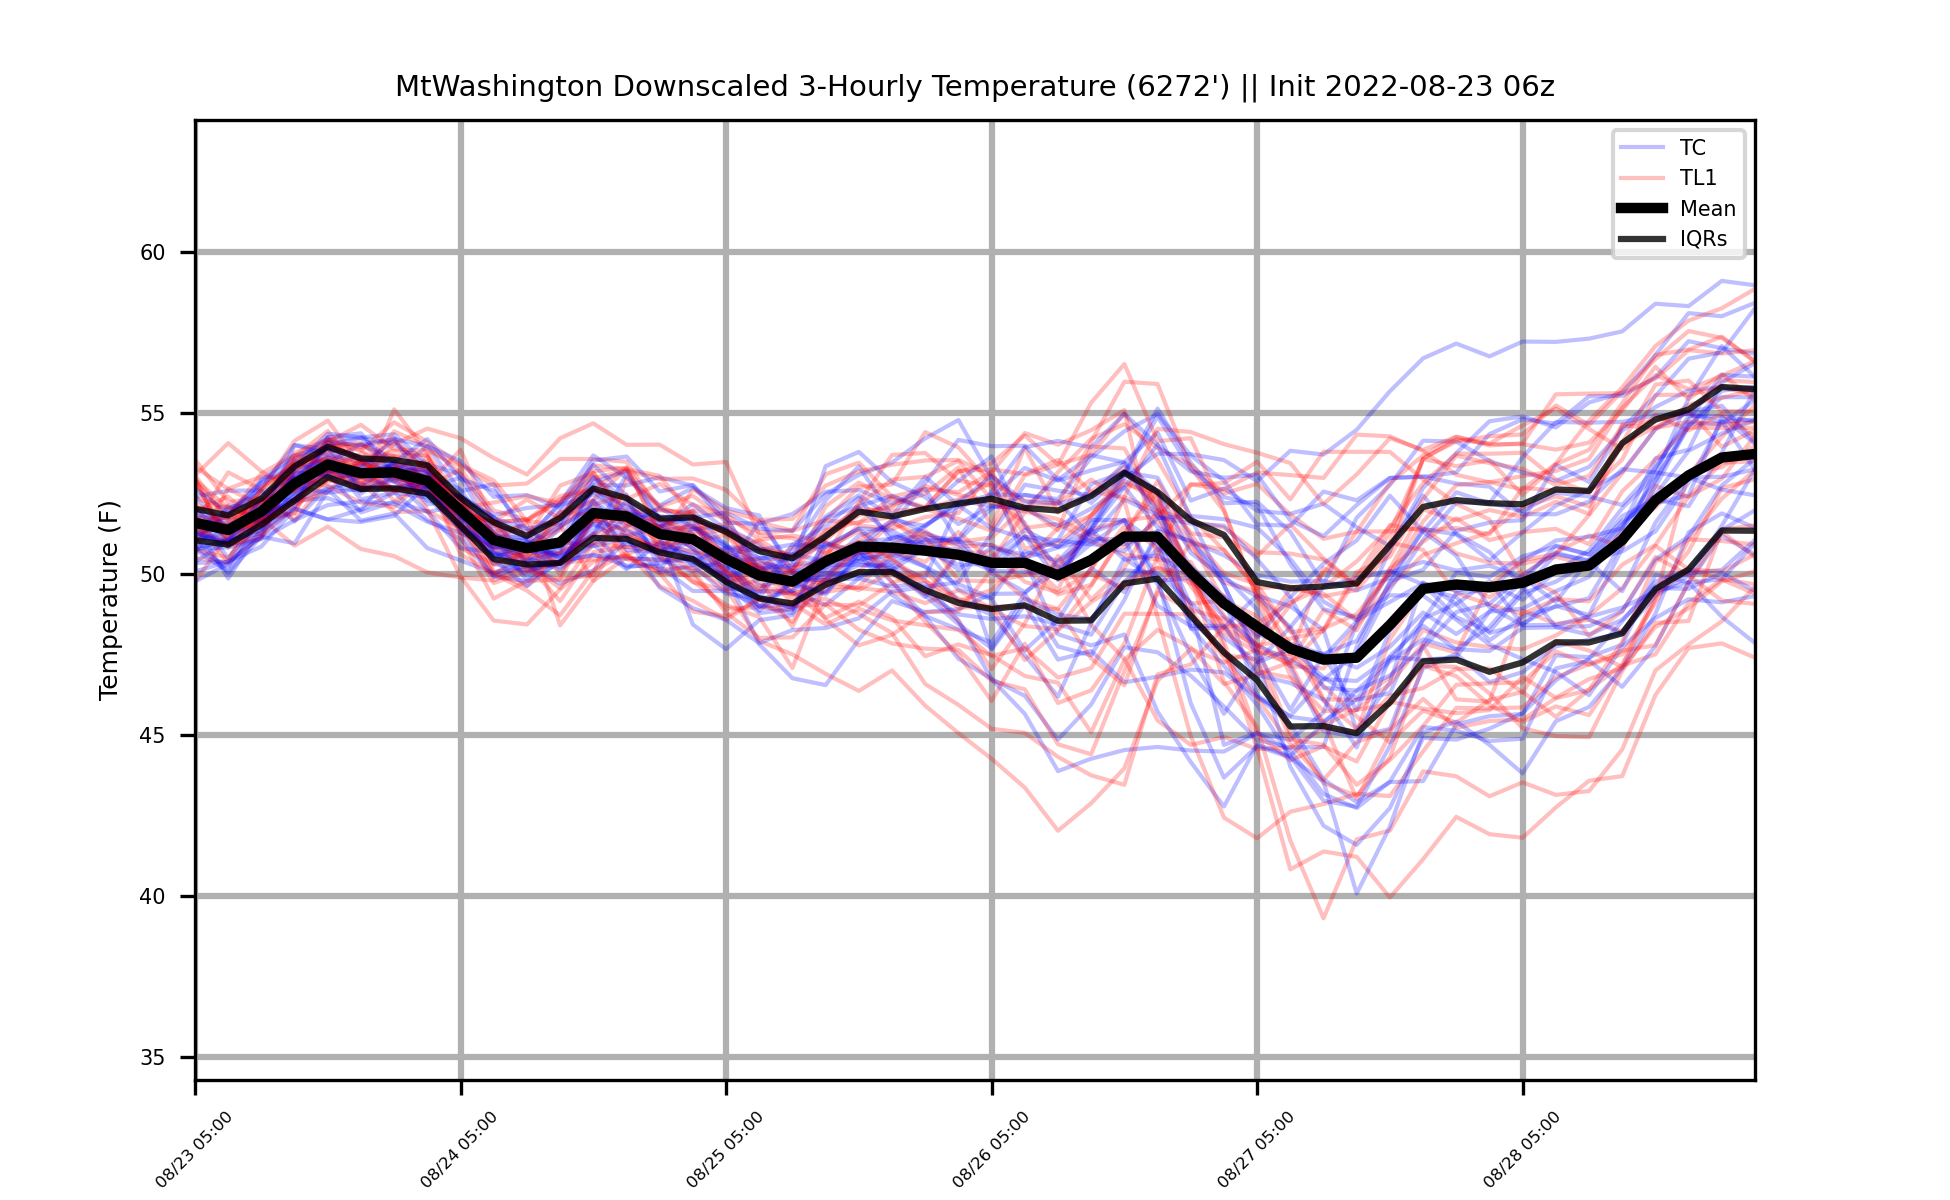 MtWashington Downscaled 3-Hourly Temperature (6272') || Init 2022-08-23 06z
TC
TL1
Mean
IQRs
Temperature (F)
60
55
50
45
40
35
08/23 05:00
08/24 05:00
08/25 05:00
08/26 05:00
08/27 05:00
08/28 05:00